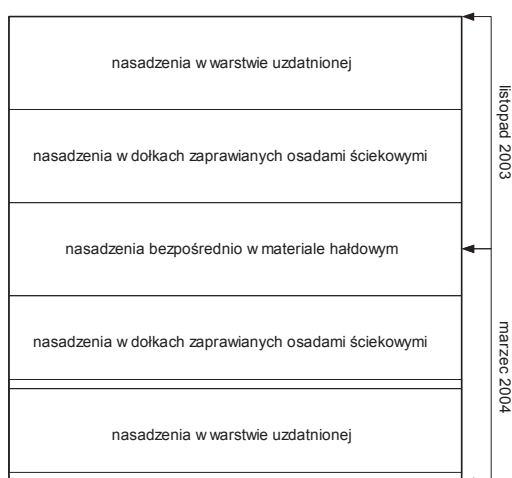 nasadzenia w warstwie uzdatnionej
nasadzenia w dołkach zaprawianych osadami ściekowymi
nasadzenia bezpośrednio w materiale hałdowym
nasadzenia w dołkach zaprawianych osadami ściekowymi
nasadzenia w warstwie uzdatnionej
listopad 2003
marzec 2004